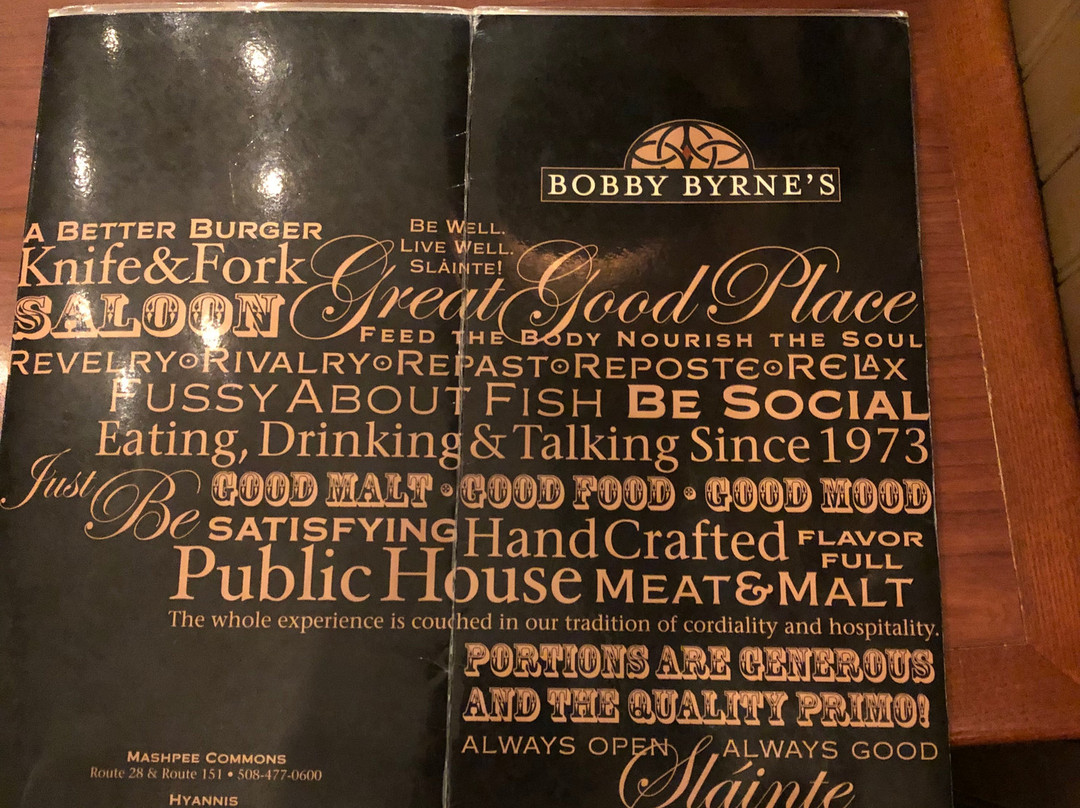 BOBBY BYRNE'S
A BETTER BURGER
BE WELL.
LIVE WELL.
SLÁINTE!
Knife&Fork
Great Good Place
SALOON
FEED THE BODY NOURISH THE SOUL
REVELRY RIVALRY REPAST REPOSTE RELAX
FUSSY ABOUT FISH BE SOCIAL
Eating, Drinking & Talking Since 1973
Just Be
GOOD MALT • GOOD FOOD • GOOD MOOD
SATISFYING HandCrafted FLAVOR FULL
Public House MEAT&MALT
The whole experience is couched in our tradition of cordiality and hospitality.
PORTIONS ARE GENEROUS
AND THE QUALITY PRIMO!
ALWAYS OPEN ALWAYS GOOD
Sláinte
MASHPEE COMMONS
Route 28 & Route 151 • 508-477-0600
HYANNIS